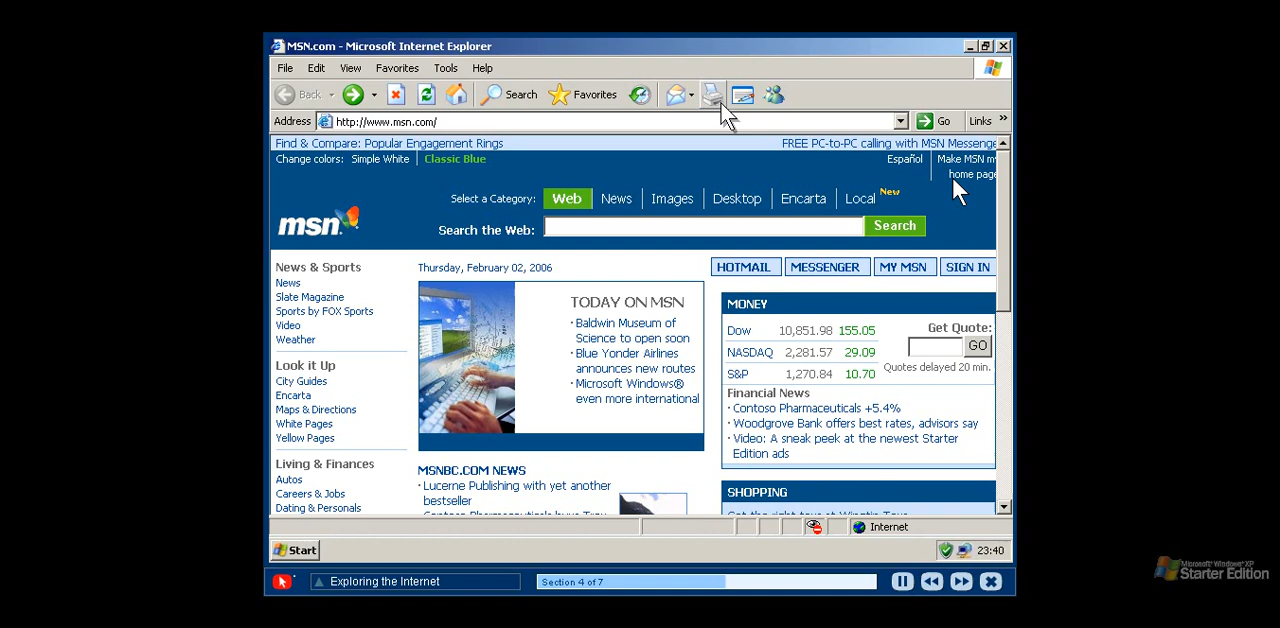 MSN.com - Microsoft Internet Explorer
File Edit View Favorites Tools Help
Back Search Favorites
Address http://www.msn.com/ Go Links »
Find & Compare: Popular Engagement Rings FREE PC-to-PC calling with MSN Messenge
Change colors: Simple White Classic Blue Español Make MSN my
home page
Select a Category: Web News Images Desktop Encarta Local New
msn Search the Web: Search
Thursday, February 02, 2006 HOTMAIL MESSENGER MY MSN SIGN IN
News & Sports
News
Slate Magazine
Sports by FOX Sports
Video
Weather
Look it Up
City Guides
Encarta
Maps & Directions
White Pages
Yellow Pages
Living & Finances
Autos
Careers & Jobs
Dating & Personals
TODAY ON MSN
· Baldwin Museum of
Science to open soon
· Blue Yonder Airlines
announces new routes
· Microsoft Windows®
even more international
MSNBC.COM NEWS
· Lucerne Publishing with yet another
bestseller
MONEY
Dow 10,851.98 155.05
NASDAQ 2,281.57 29.09
S&P 1,270.84 10.70
Get Quote:
GO
Quotes delayed 20 min.
Financial News
· Contoso Pharmaceuticals +5.4%
· Woodgrove Bank offers best rates, advisors say
· Video: A sneak peek at the newest Starter
Edition ads
SHOPPING
Internet
Start 23:40
Exploring the Internet Section 4 of 7
Microsoft® Windows® XP
Starter Edition